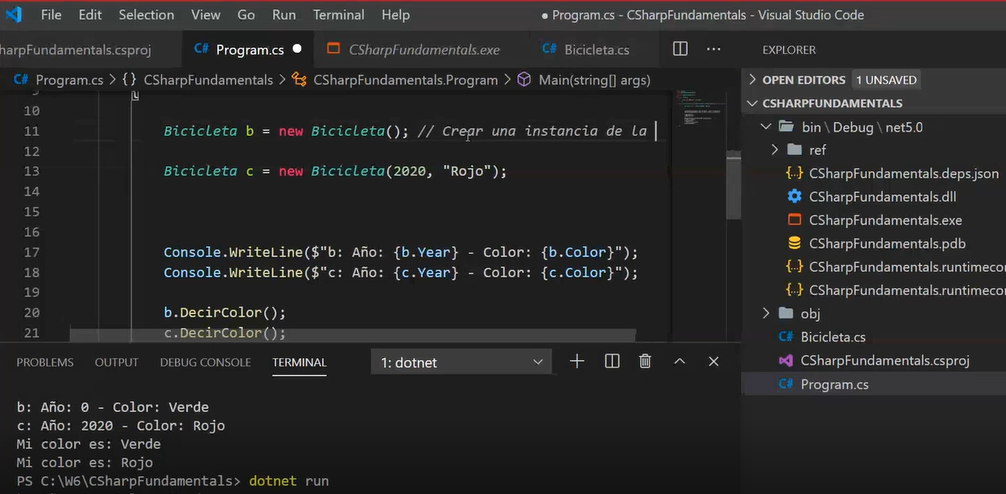 File Edit Selection View Go Run Terminal Help ● Program.cs - CSharpFundamentals - Visual Studio Code
harpFundamentals.csproj C# Program.cs ● CSharpFundamentals.exe C# Bicicleta.cs ··· EXPLORER
C# Program.cs > {} CSharpFundamentals > CSharpFundamentals.Program > Main(string[] args)
OPEN EDITORS 1 UNSAVED
CSHARPFUNDAMENTALS
bin \ Debug \ net5.0
ref
{..} CSharpFundamentals.deps.json
CSharpFundamentals.dll
CSharpFundamentals.exe
CSharpFundamentals.pdb
{..} CSharpFundamentals.runtimecon
{..} CSharpFundamentals.runtimecon
obj
C# Bicicleta.cs
CSharpFundamentals.csproj
C# Program.cs
9 {
10
11 Bicicleta b = new Bicicleta(); // Crear una instancia de la
12
13 Bicicleta c = new Bicicleta(2020, "Rojo");
14
15
16
17 Console.WriteLine($"b: Año: {b.Year} - Color: {b.Color}");
18 Console.WriteLine($"c: Año: {c.Year} - Color: {c.Color}");
19
20 b.DecirColor();
21 c.DecirColor();
PROBLEMS OUTPUT DEBUG CONSOLE TERMINAL 1: dotnet
b: Año: 0 - Color: Verde
c: Año: 2020 - Color: Rojo
Mi color es: Verde
Mi color es: Rojo
PS C:\W6\CSharpFundamentals> dotnet run